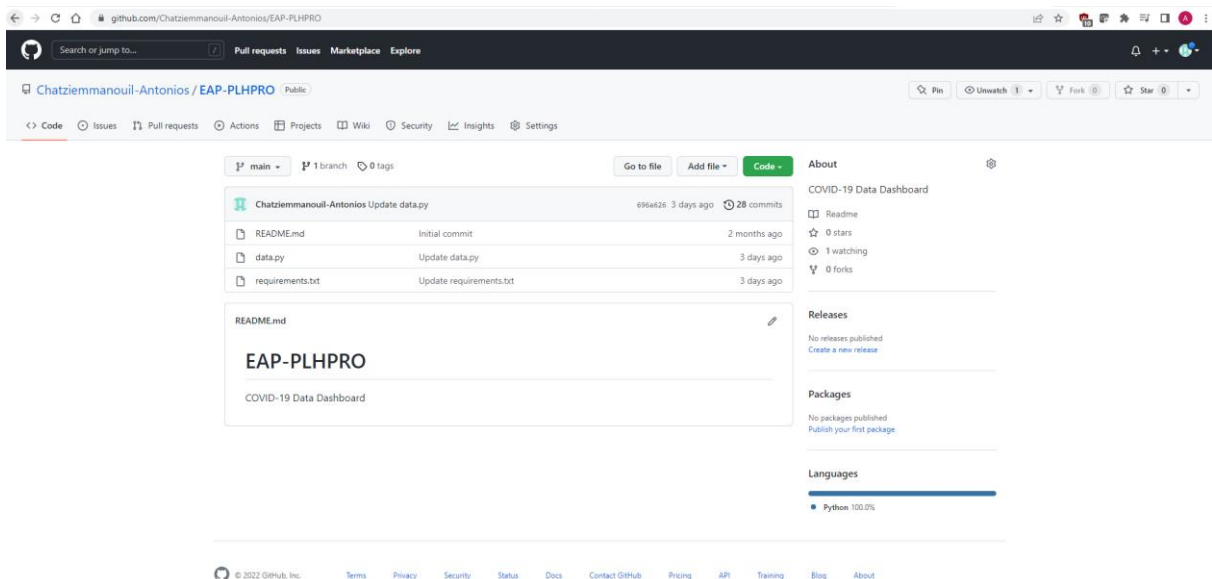 github.com/Chatziemmanouil-Antonios/EAP-PLHPRO
10
A
Search or jump to...
/
Pull requests Issues Marketplace Explore
Chatziemmanouil-Antonios / EAP-PLHPRO Public
Pin
Unwatch 1
Fork 0
Star 0
<> Code Issues Pull requests Actions Projects Wiki Security Insights Settings
main 1 branch 0 tags
Go to file Add file Code
Chatziemmanouil-Antonios Update data.py 696a626 3 days ago 28 commits
README.md Initial commit 2 months ago
data.py Update data.py 3 days ago
requirements.txt Update requirements.txt 3 days ago
README.md
EAP-PLHPRO
COVID-19 Data Dashboard
About
COVID-19 Data Dashboard
Readme
0 stars
1 watching
0 forks
Releases
No releases published
Create a new release
Packages
No packages published
Publish your first package
Languages
Python 100.0%
© 2022 GitHub, Inc. Terms Privacy Security Status Docs Contact GitHub Pricing API Training Blog About